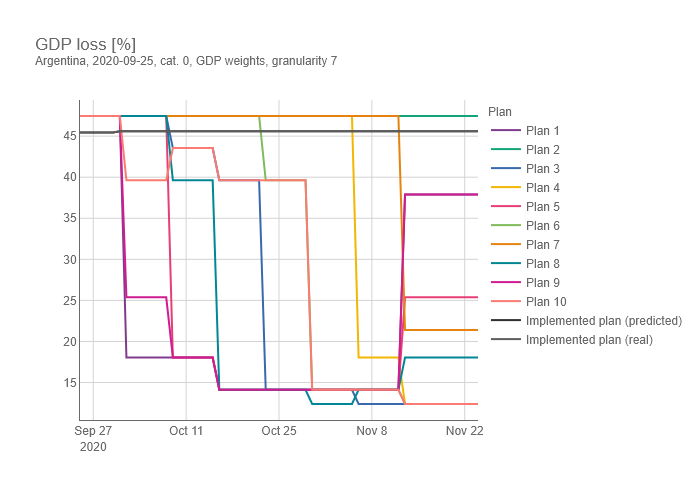 GDP loss [%]
Argentina, 2020-09-25, cat. 0, GDP weights, granularity 7
Plan
45
40
35
30
25
20
15
Sep 27
2020
Oct 11
Oct 25
Nov 8
Nov 22
Plan 1
Plan 2
Plan 3
Plan 4
Plan 5
Plan 6
Plan 7
Plan 8
Plan 9
Plan 10
Implemented plan (predicted)
Implemented plan (real)